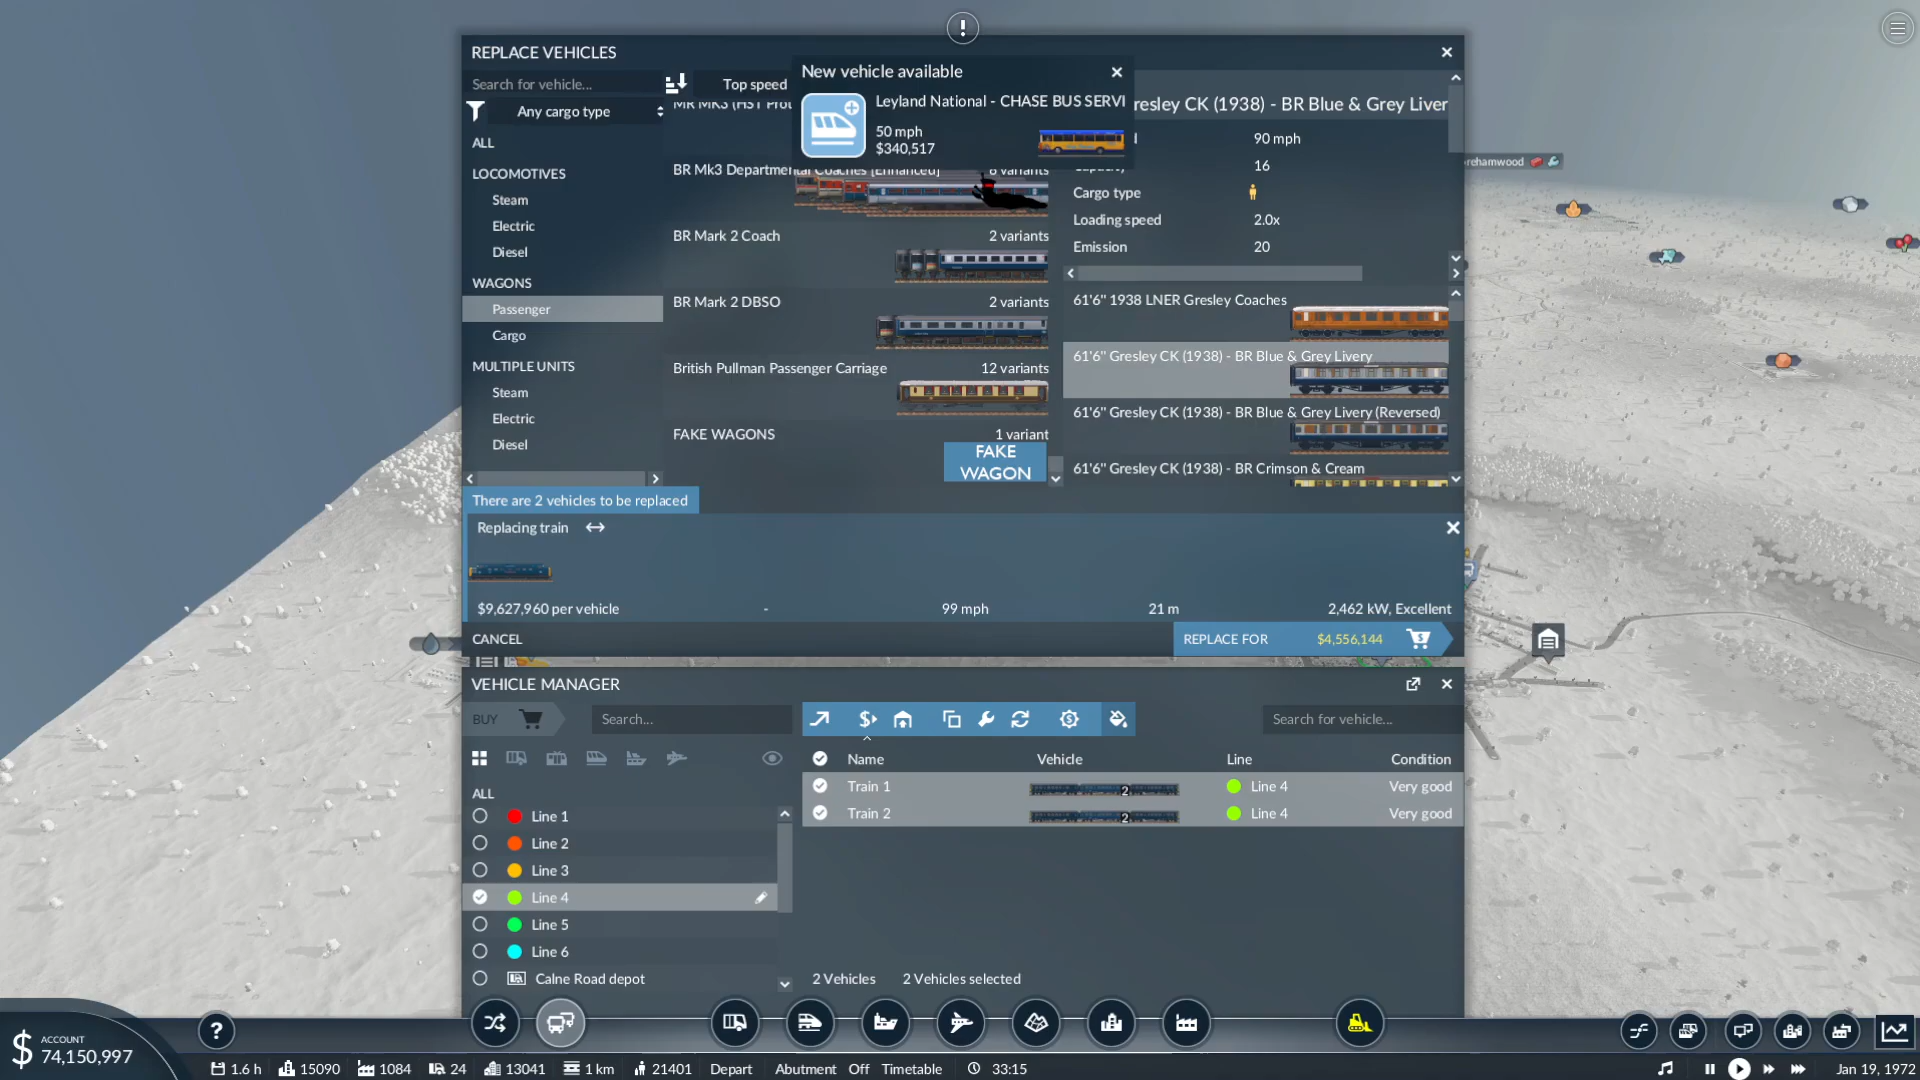 REPLACE VEHICLES
Search for vehicle...
Top speed
Any cargo type
ALL
LOCOMOTIVES
Steam
Electric
Diesel
WAGONS
Passenger
Cargo
MULTIPLE UNITS
Steam
Electric
Diesel
New vehicle available
Leyland National - CHASE BUS SERVI
50 mph
$340,517
BR Mk3 Departmental Coaches [Enhanced] 8 variants
BR Mark 2 Coach 2 variants
BR Mark 2 DBSO 2 variants
British Pullman Passenger Carriage 12 variants
FAKE WAGONS 1 variant
FAKE
WAGON
resley CK (1938) - BR Blue & Grey Liver
90 mph
16
Cargo type
Loading speed 2.0x
Emission 20
61'6" 1938 LNER Gresley Coaches
61'6" Gresley CK (1938) - BR Blue & Grey Livery
61'6" Gresley CK (1938) - BR Blue & Grey Livery (Reversed)
61'6" Gresley CK (1938) - BR Crimson & Cream
rehamwood
There are 2 vehicles to be replaced
Replacing train
$9,627,960 per vehicle - 99 mph 21 m 2,462 kW, Excellent
CANCEL
REPLACE FOR $4,556,144
VEHICLE MANAGER
BUY
Search...
Search for vehicle...
ALL
Line 1
Line 2
Line 3
Line 4
Line 5
Line 6
Calne Road depot
Name Vehicle Line Condition
Train 1 2 Line 4 Very good
Train 2 2 Line 4 Very good
2 Vehicles 2 Vehicles selected
ACCOUNT
$ 74,150,997
1.6 h 15090 1084 24 13041 1 km 21401 Depart Abutment Off Timetable 33:15
Jan 19, 1972